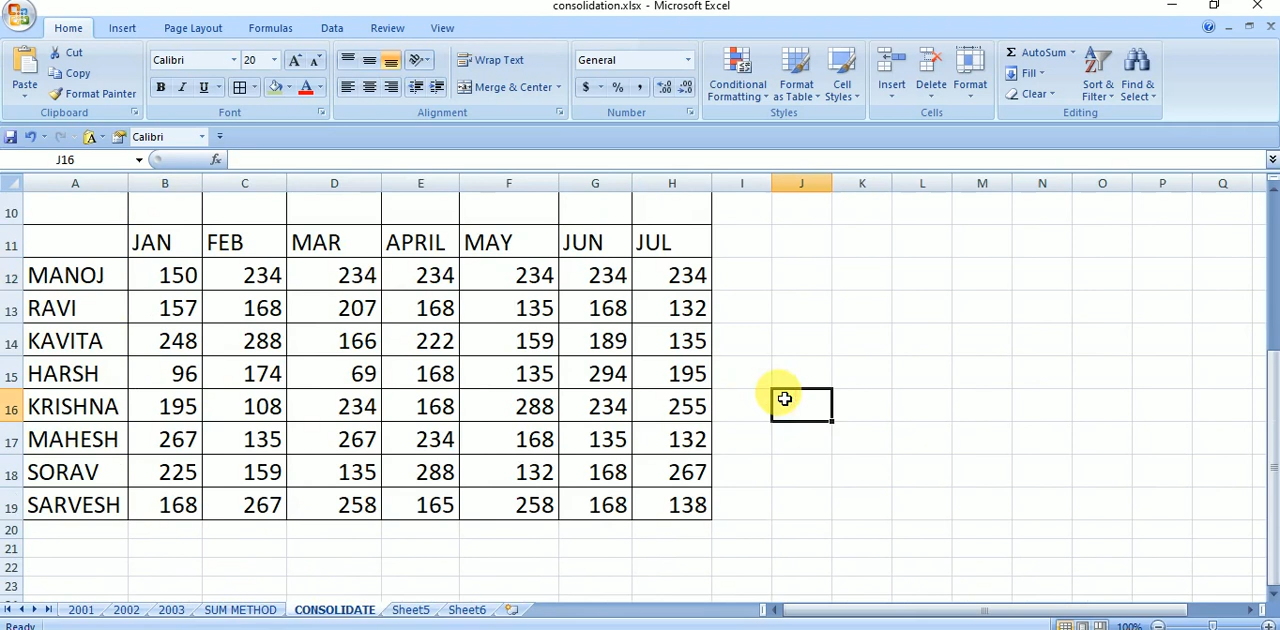 consolidation.xlsx - Microsoft Excel
Home Insert Page Layout Formulas Data Review View
Cut
Copy
Format Painter
Paste
Clipboard
Calibri 20 A A
B I U A
Font
Wrap Text
Merge & Center
Alignment
General
$ % ,
Number
Conditional Formatting
Format as Table
Cell Styles
Styles
Insert Delete Format
Cells
Σ AutoSum
Fill
Clear
Sort & Filter
Find & Select
Editing
A Calibri
J16 fx
A B C D E F G H I J K L M N O P Q
10
11 JAN FEB MAR APRIL MAY JUN JUL
12 MANOJ 150 234 234 234 234 234 234
13 RAVI 157 168 207 168 135 168 132
14 KAVITA 248 288 166 222 159 189 135
15 HARSH 96 174 69 168 135 294 195
16 KRISHNA 195 108 234 168 288 234 255
17 MAHESH 267 135 267 234 168 135 132
18 SORAV 225 159 135 288 132 168 267
19 SARVESH 168 267 258 165 258 168 138
20
21
22
23
2001 2002 2003 SUM METHOD CONSOLIDATE Sheet5 Sheet6
Ready 100%